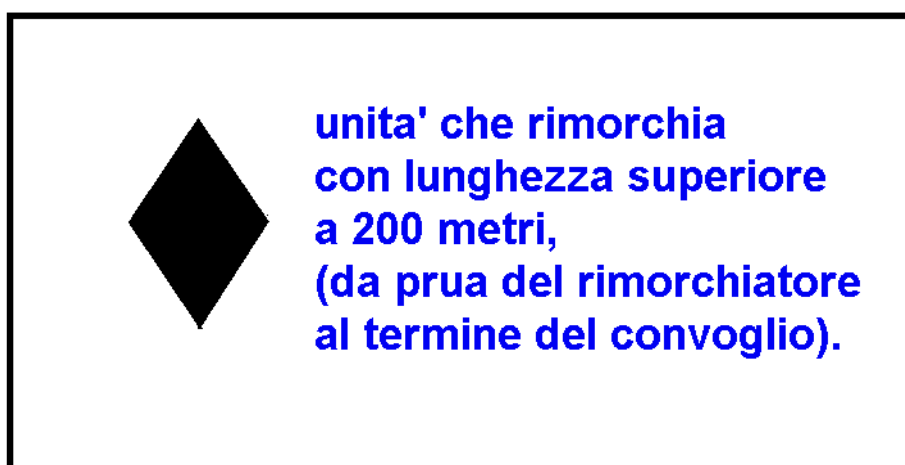 unita' che rimorchia
con lunghezza superiore
a 200 metri,
(da prua del rimorchiatore
al termine del convoglio).